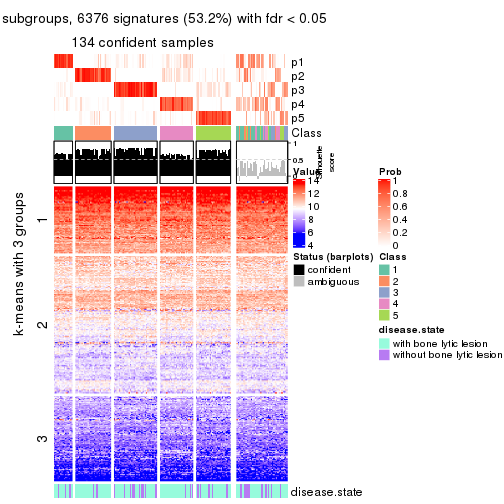 subgroups, 6376 signatures (53.2%) with fdr < 0.05
134 confident samples
p1
p2
p3
p4
p5
Class
1
0.5
0
silhouette
score
k-means with 3 groups
1
2
3
Value
14
12
10
8
6
4
Prob
1
0.8
0.6
0.4
0.2
0
Status (barplots)
confident
ambiguous
Class
1
2
3
4
5
disease.state
with bone lytic lesion
without bone lytic lesion
disease.state